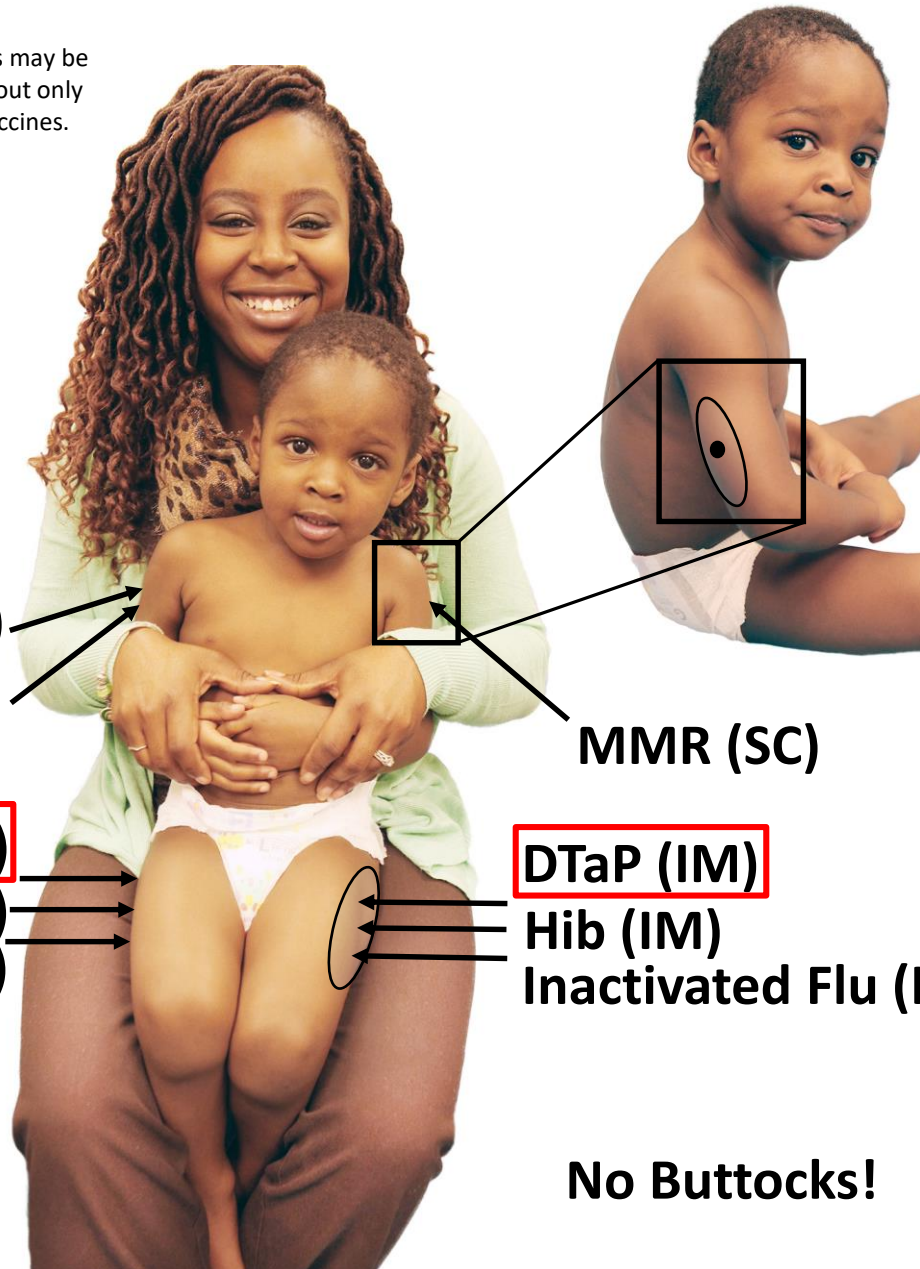 s may be
out only
ccines.
)
MMR (SC)
)
DTaP (IM)
)
Hib (IM)
)
Inactivated Flu (
No Buttocks!